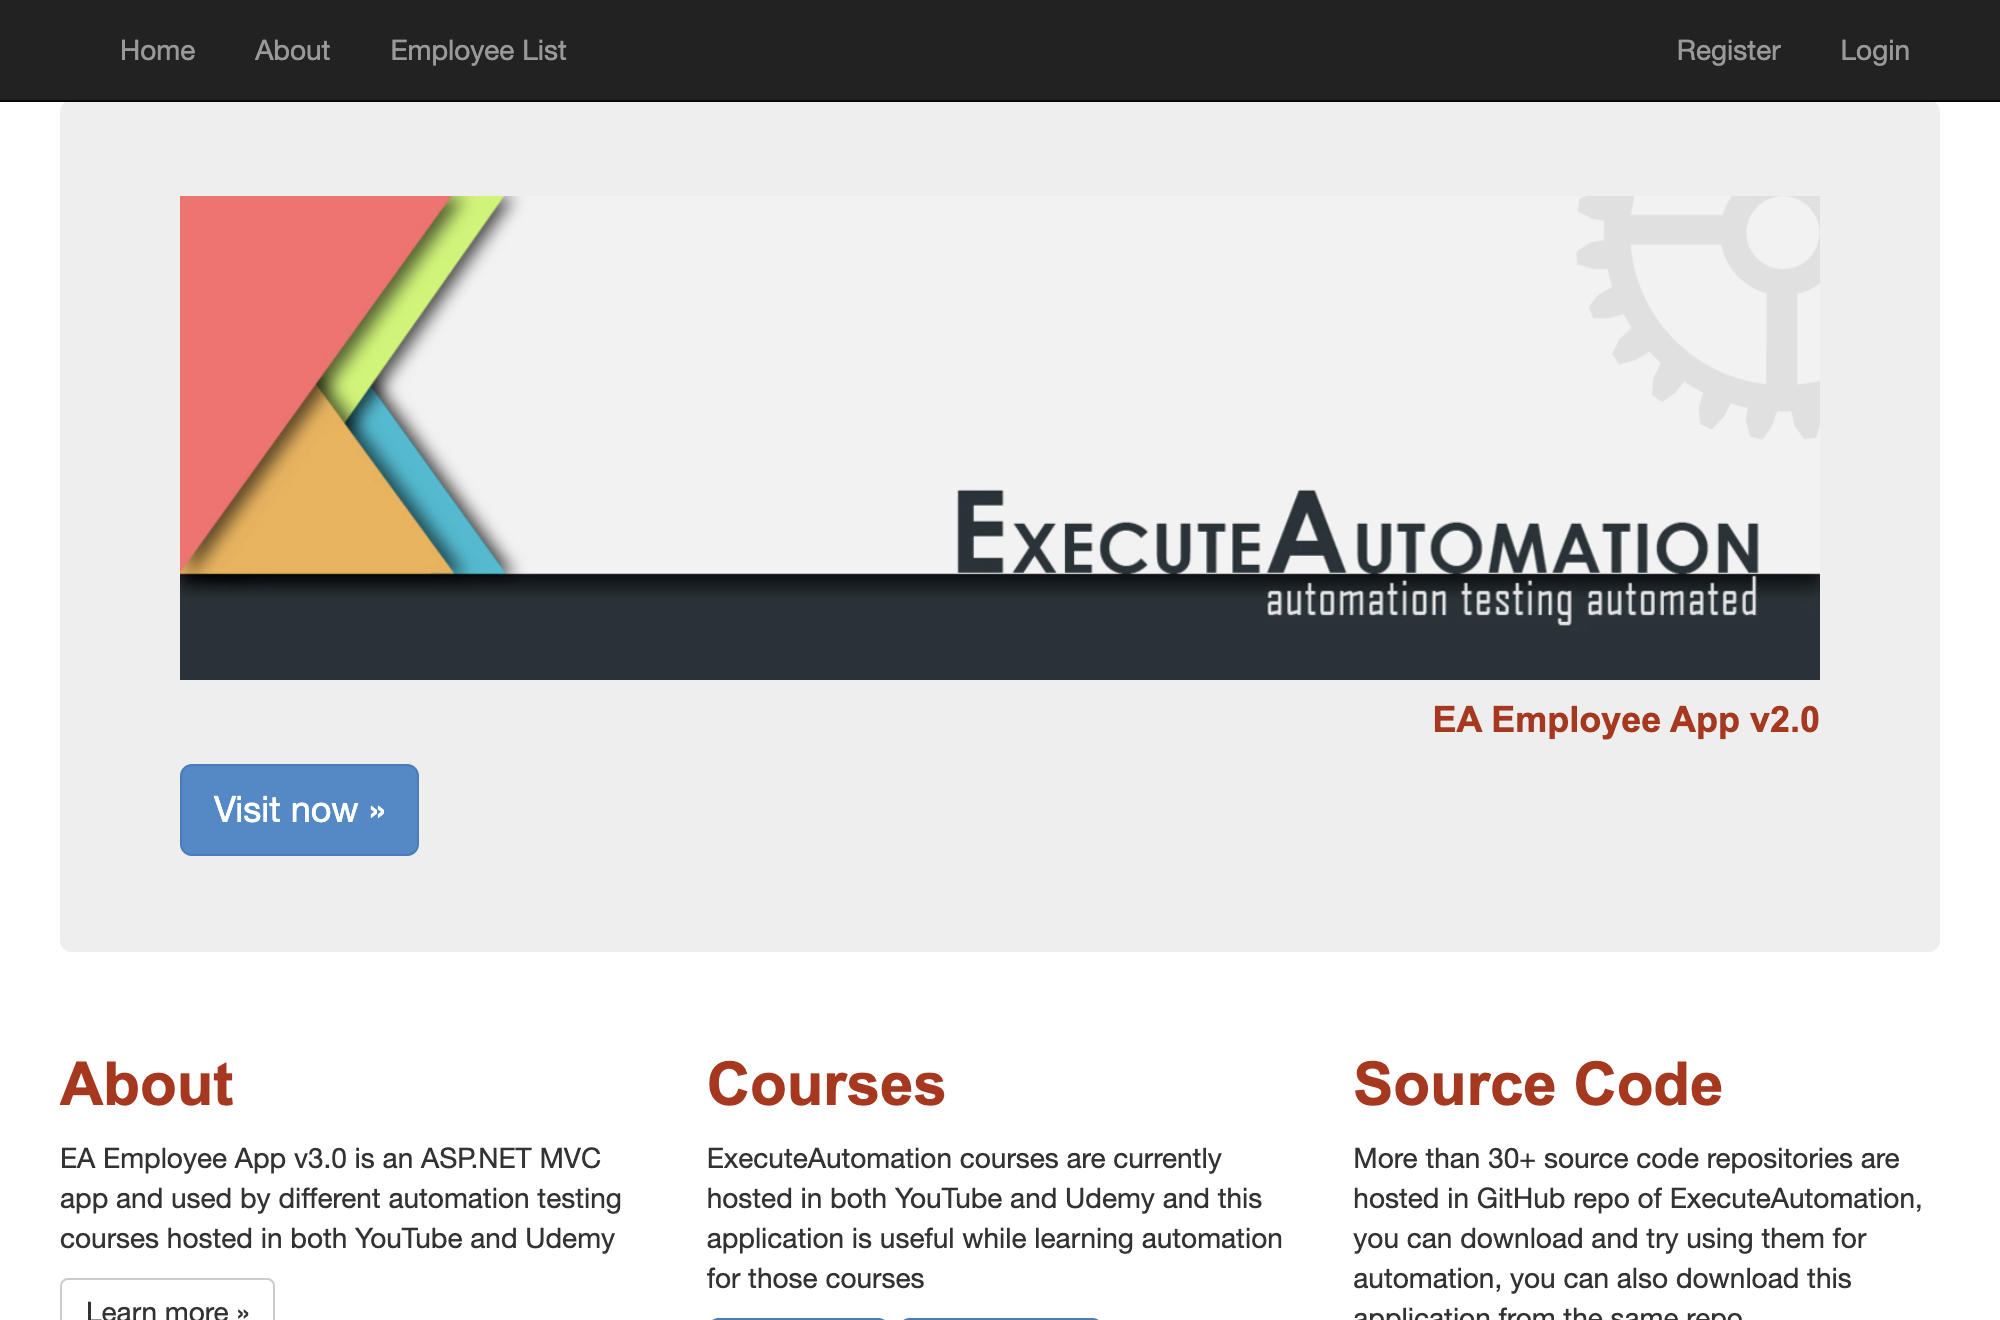 Home About Employee List Register Login
EXECUTEAUTOMATION
automation testing automated
EA Employee App v2.0
Visit now »
About
EA Employee App v3.0 is an ASP.NET MVC
app and used by different automation testing
courses hosted in both YouTube and Udemy
Learn more »
Courses
ExecuteAutomation courses are currently
hosted in both YouTube and Udemy and this
application is useful while learning automation
for those courses
Source Code
More than 30+ source code repositories are
hosted in GitHub repo of ExecuteAutomation,
you can download and try using them for
automation, you can also download this
application from the same repo